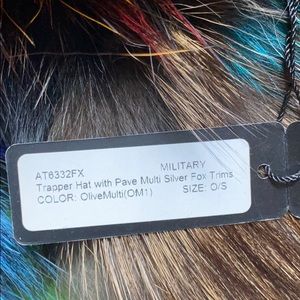 AT6332FX MILITARY
Trapper Hat with Pave Multi Silver Fox Trims
COLOR: OliveMulti(OM1) SIZE: O/S